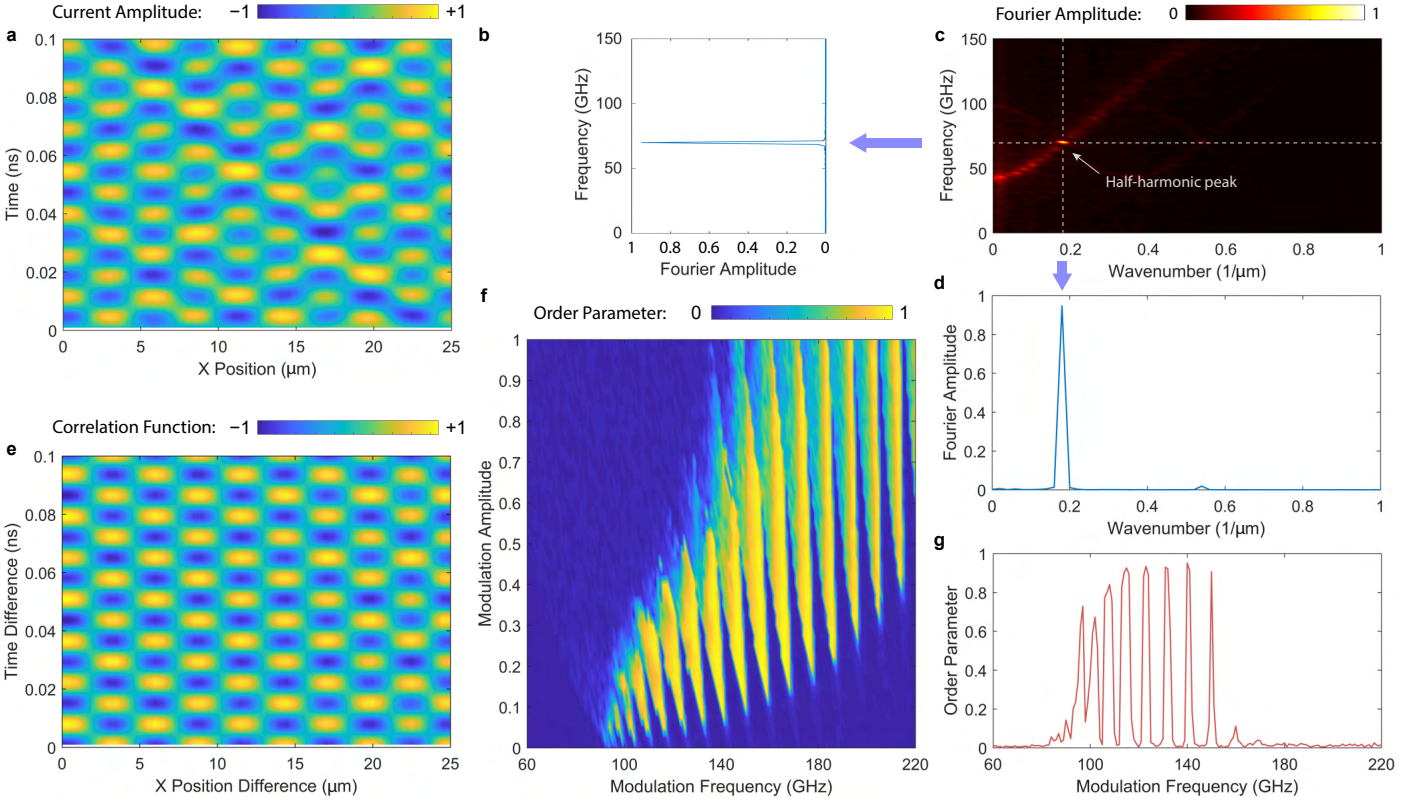 Current Amplitude: −1 +1
a
0.1
0.08
0.06
0.04
0.02
0
Time (ns)
0 5 10 15 20 25
X Position (µm)
b
150
100
50
0
Frequency (GHz)
1 0.8 0.6 0.4 0.2 0
Fourier Amplitude
Fourier Amplitude: 0 1
c
150
100
50
0
Frequency (GHz)
Half-harmonic peak
0 0.2 0.4 0.6 0.8 1
Wavenumber (1/µm)
d
1
0.8
0.6
0.4
0.2
0
Fourier Amplitude
0 0.2 0.4 0.6 0.8 1
Wavenumber (1/µm)
Correlation Function: −1 +1
e
0.1
0.08
0.06
0.04
0.02
0
Time Difference (ns)
0 5 10 15 20 25
X Position Difference (µm)
f
Order Parameter: 0 1
1
0.9
0.8
0.7
0.6
0.5
0.4
0.3
0.2
0.1
0
Modulation Amplitude
60 100 140 180 220
Modulation Frequency (GHz)
g
1
0.8
0.6
0.4
0.2
0
Order Parameter
60 100 140 180 220
Modulation Frequency (GHz)